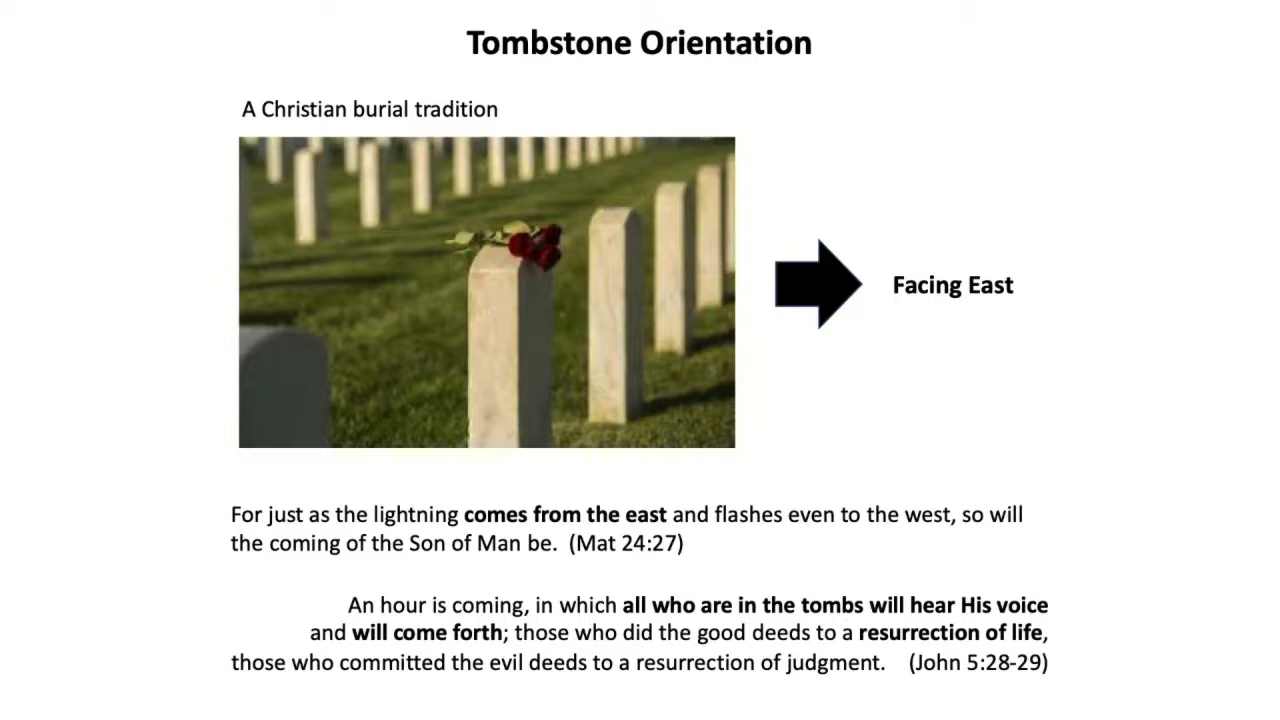 Tombstone Orientation
A Christian burial tradition
Facing East
For just as the lightning comes from the east and flashes even to the west, so will
the coming of the Son of Man be.  (Mat 24:27)
An hour is coming, in which all who are in the tombs will hear His voice
and will come forth; those who did the good deeds to a resurrection of life,
those who committed the evil deeds to a resurrection of judgment.   (John 5:28-29)